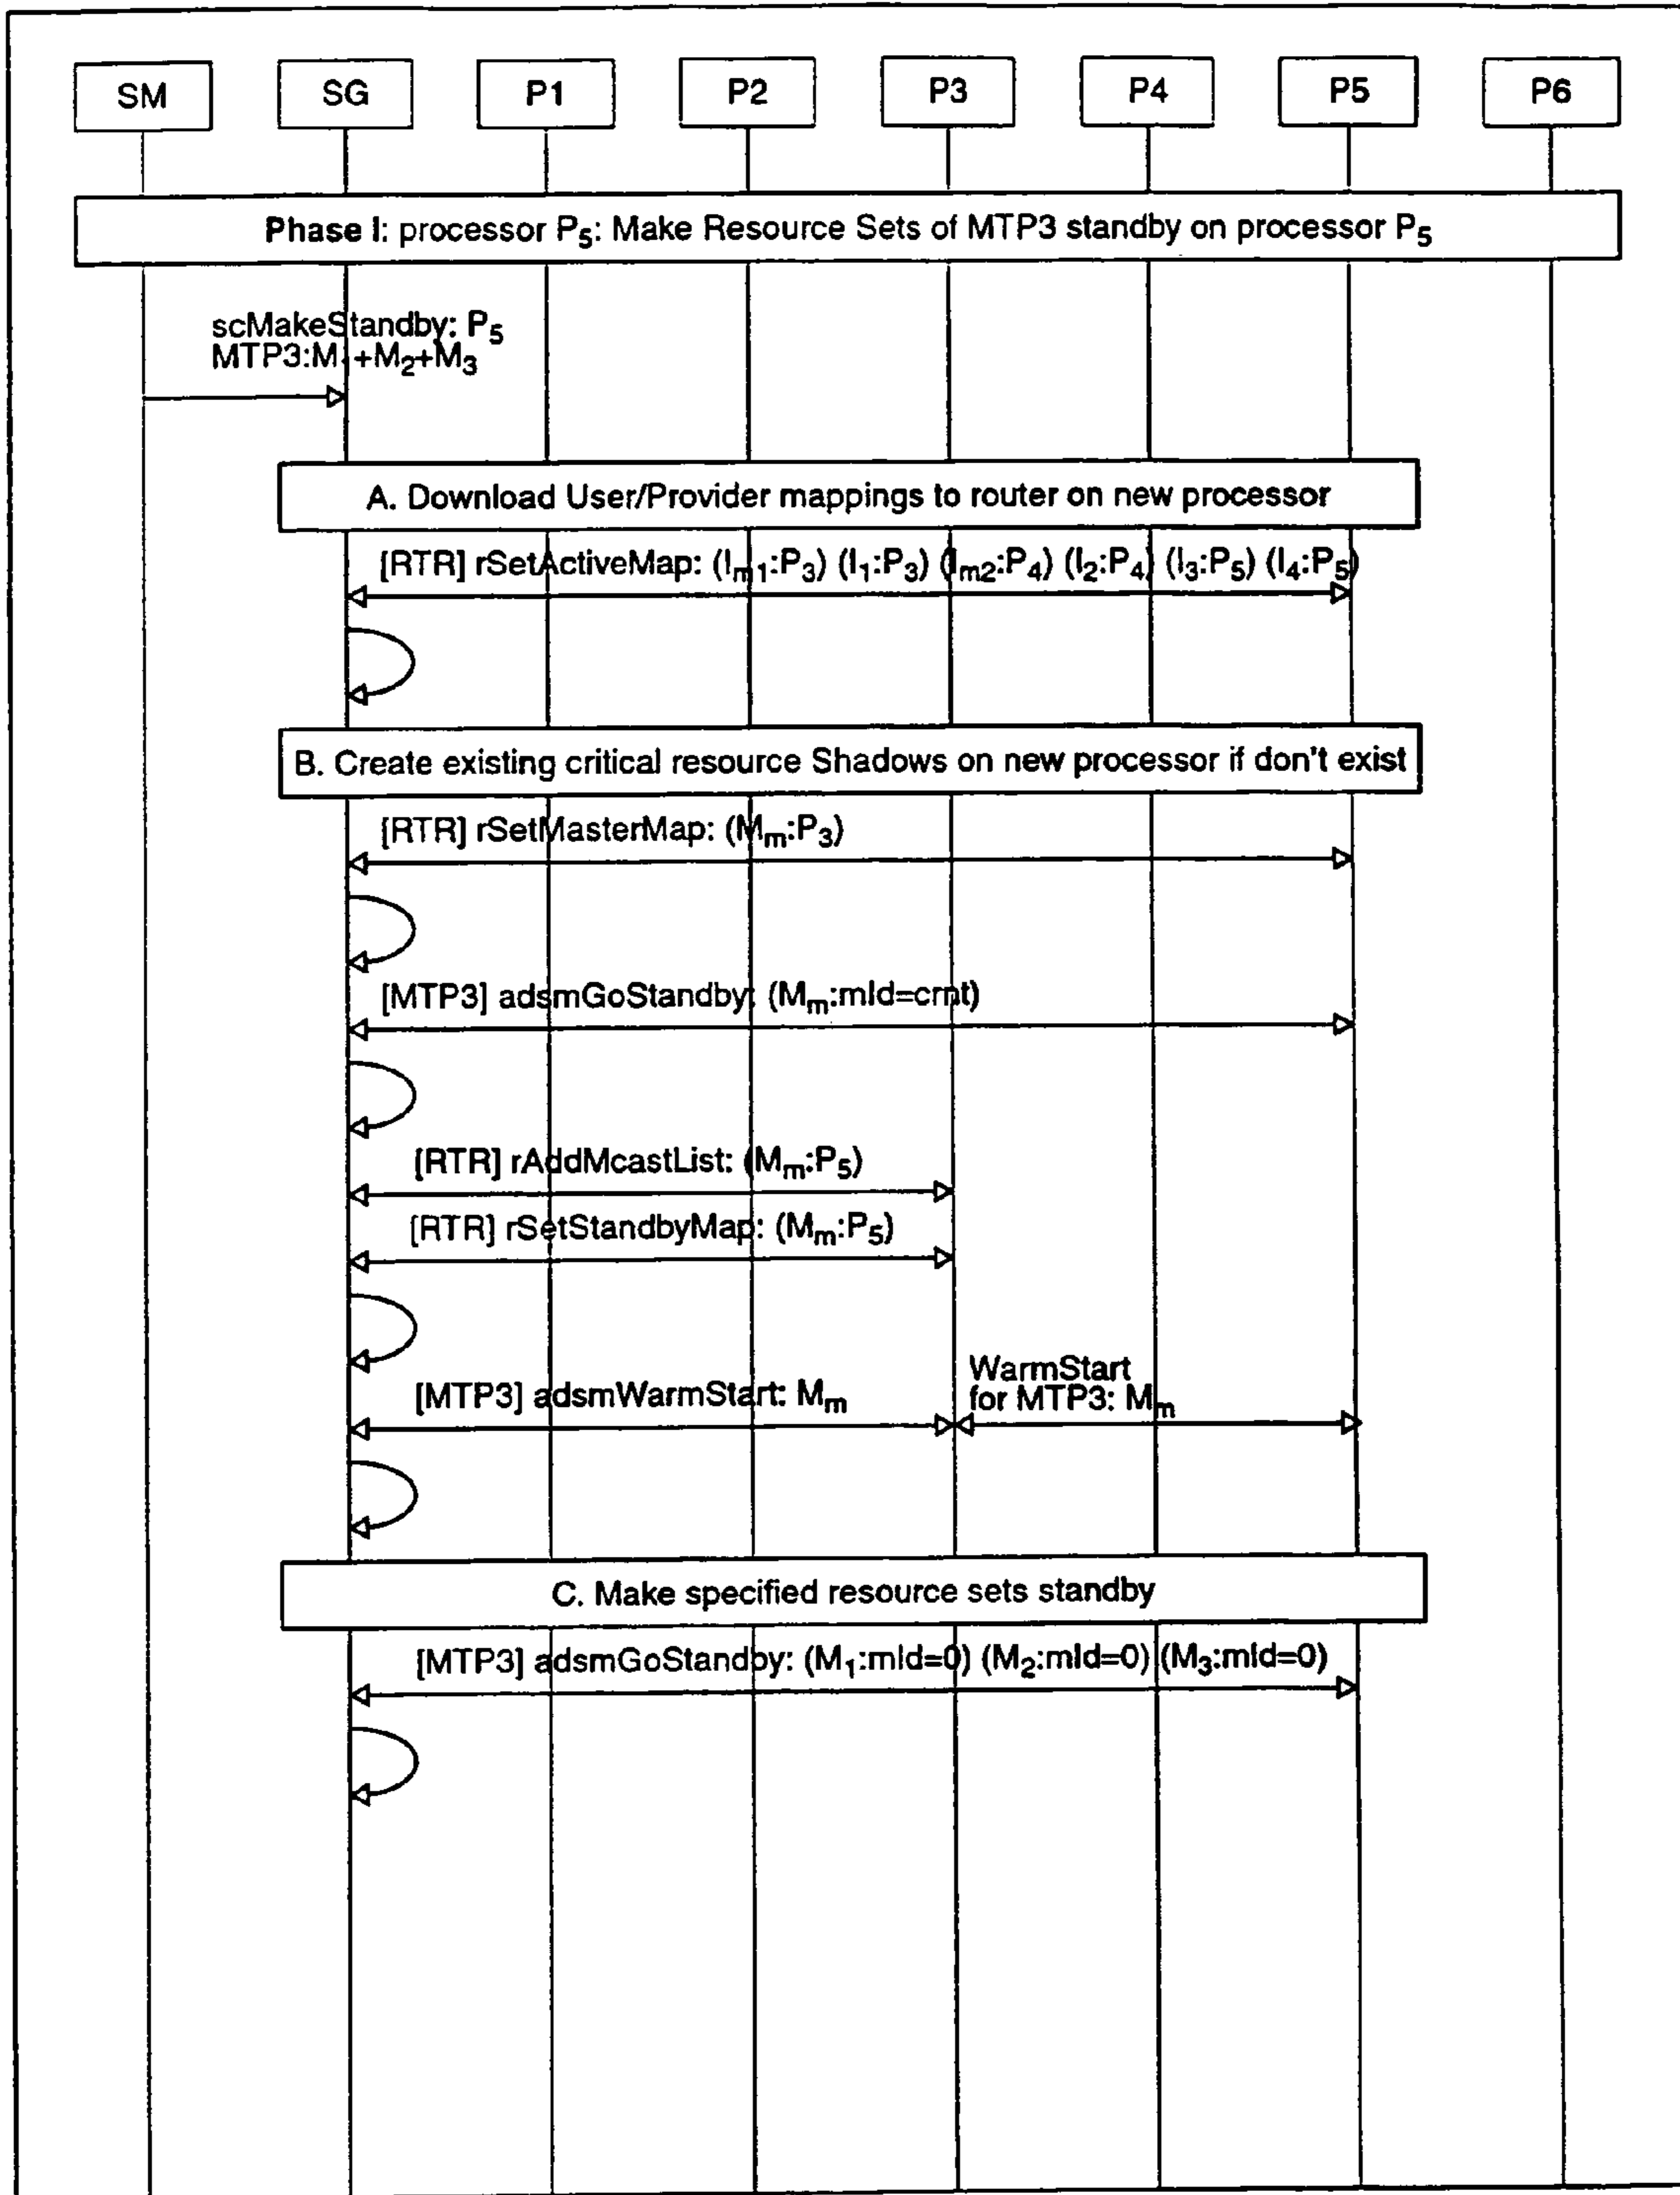 SM SG P1 P2 P3 P4 P5 P6
Phase I: processor P₅: Make Resource Sets of MTP3 standby on processor P₅
scMakeStandby: P₅
MTP3:M₁+M₂+M₃
A. Download User/Provider mappings to router on new processor
[RTR] rSetActiveMap: (Iₘ₁:P₃) (I₁:P₃) (Iₘ₂:P₄) (I₂:P₄) (I₃:P₅) (I₄:P₅)
B. Create existing critical resource Shadows on new processor if don't exist
[RTR] rSetMasterMap: (Mₘ:P₃)
[MTP3] adsmGoStandby: (Mₘ:mId=crnt)
[RTR] rAddMcastList: (Mₘ:P₅)
[RTR] rSetStandbyMap: (Mₘ:P₅)
WarmStart
for MTP3: Mₘ
[MTP3] adsmWarmStart: Mₘ
C. Make specified resource sets standby
[MTP3] adsmGoStandby: (M₁:mId=0) (M₂:mId=0) (M₃:mId=0)